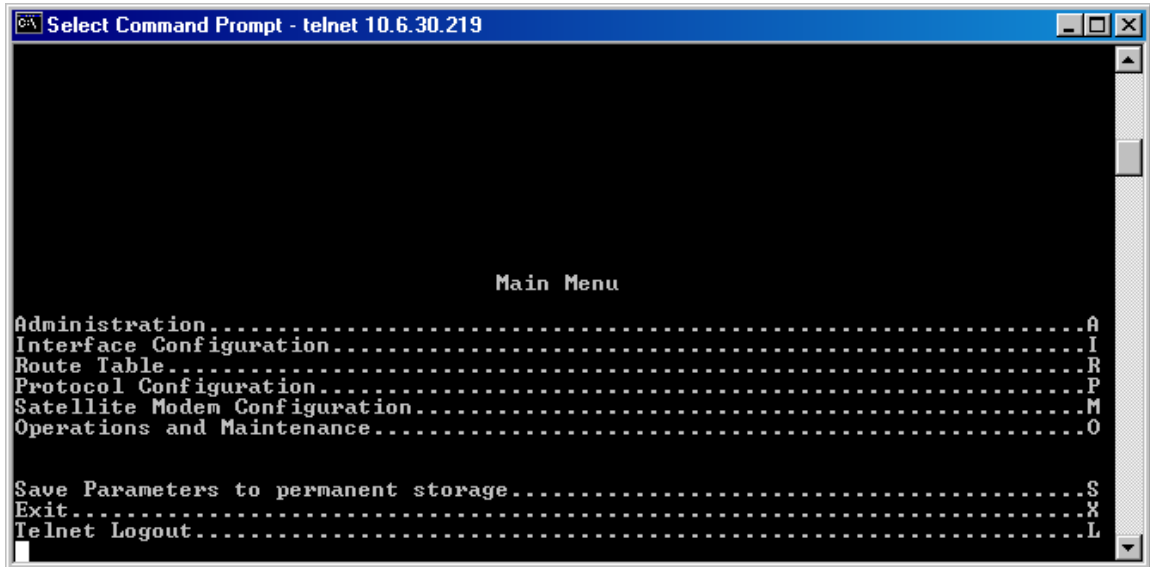 Select Command Prompt - telnet 10.6.30.219
Main Menu
Administration...............................................................A
Interface Configuration......................................................I
Route Table..................................................................R
Protocol Configuration.......................................................P
Satellite Modem Configuration................................................M
Operations and Maintenance...................................................O
Save Parameters to permanent storage.........................................S
Exit.........................................................................X
Telnet Logout................................................................L